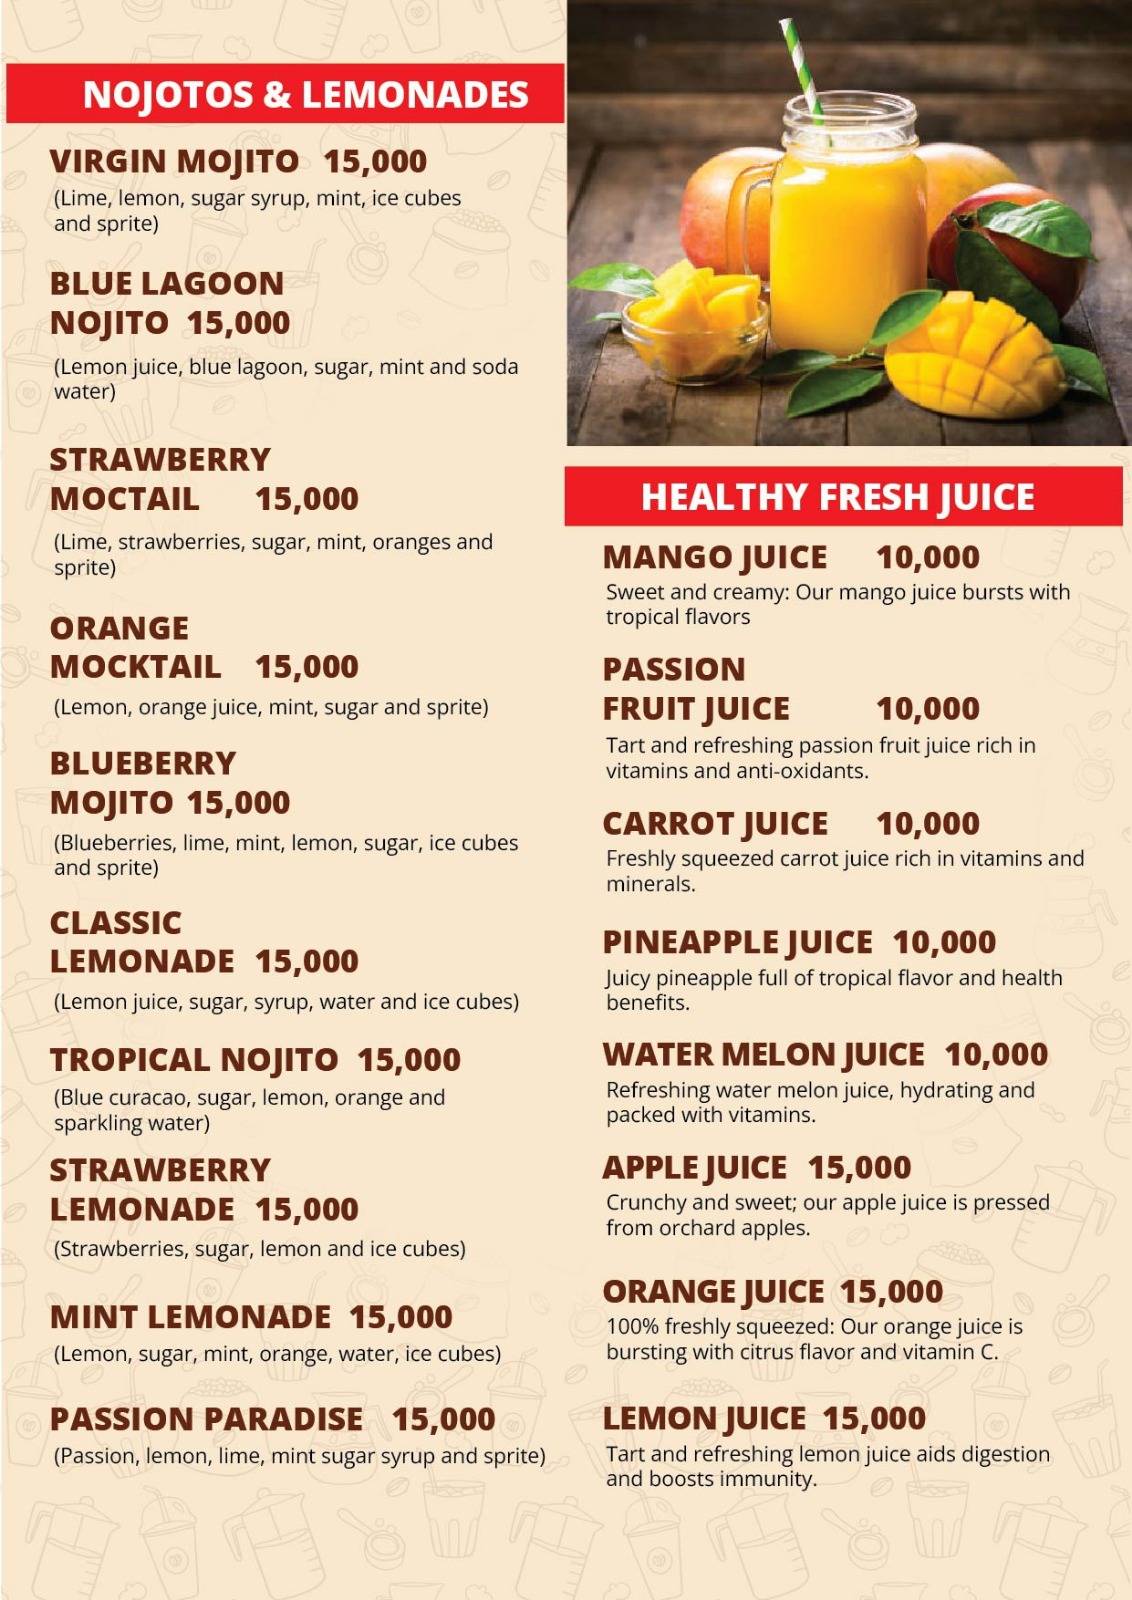 NOJOTOS & LEMONADES
VIRGIN MOJITO 15,000
(Lime, lemon, sugar syrup, mint, ice cubes
and sprite)
BLUE LAGOON
NOJITO 15,000
(Lemon juice, blue lagoon, sugar, mint and soda
water)
STRAWBERRY
MOCTAIL 15,000
(Lime, strawberries, sugar, mint, oranges and
sprite)
ORANGE
MOCKTAIL 15,000
(Lemon, orange juice, mint, sugar and sprite)
BLUEBERRY
MOJITO 15,000
(Blueberries, lime, mint, lemon, sugar, ice cubes
and sprite)
CLASSIC
LEMONADE 15,000
(Lemon juice, sugar, syrup, water and ice cubes)
TROPICAL NOJITO 15,000
(Blue curacao, sugar, lemon, orange and
sparkling water)
STRAWBERRY
LEMONADE 15,000
(Strawberries, sugar, lemon and ice cubes)
MINT LEMONADE 15,000
(Lemon, sugar, mint, orange, water, ice cubes)
PASSION PARADISE 15,000
(Passion, lemon, lime, mint sugar syrup and sprite)
HEALTHY FRESH JUICE
MANGO JUICE 10,000
Sweet and creamy: Our mango juice bursts with
tropical flavors
PASSION
FRUIT JUICE 10,000
Tart and refreshing passion fruit juice rich in
vitamins and anti-oxidants.
CARROT JUICE 10,000
Freshly squeezed carrot juice rich in vitamins and
minerals.
PINEAPPLE JUICE 10,000
Juicy pineapple full of tropical flavor and health
benefits.
WATER MELON JUICE 10,000
Refreshing water melon juice, hydrating and
packed with vitamins.
APPLE JUICE 15,000
Crunchy and sweet; our apple juice is pressed
from orchard apples.
ORANGE JUICE 15,000
100% freshly squeezed: Our orange juice is
bursting with citrus flavor and vitamin C.
LEMON JUICE 15,000
Tart and refreshing lemon juice aids digestion
and boosts immunity.